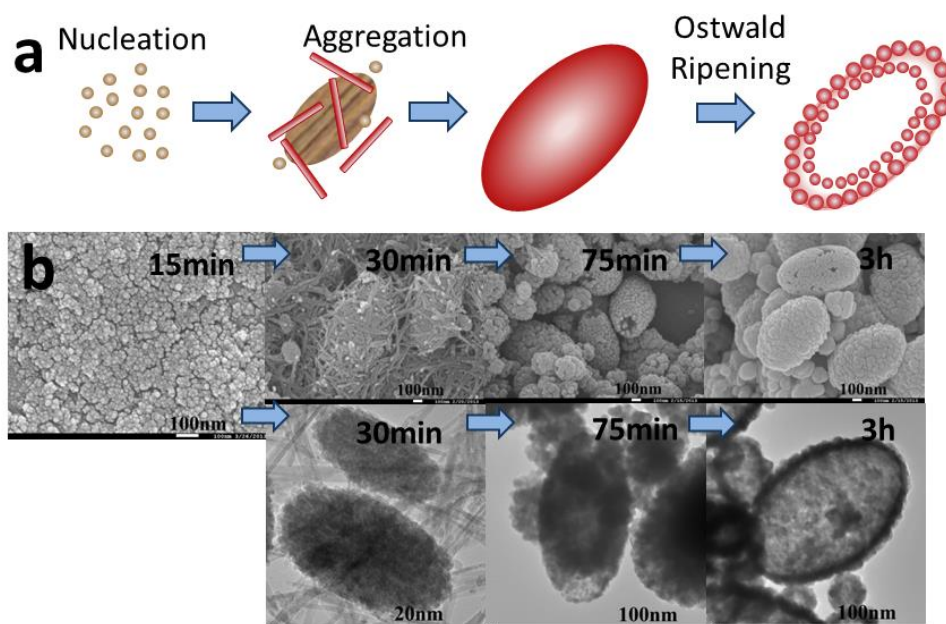 a
Nucleation
Aggregation
Ostwald
Ripening
b
15min
30min
75min
3h
100nm
100nm
100nm
100nm
30min
75min
3h
20nm
100nm
100nm